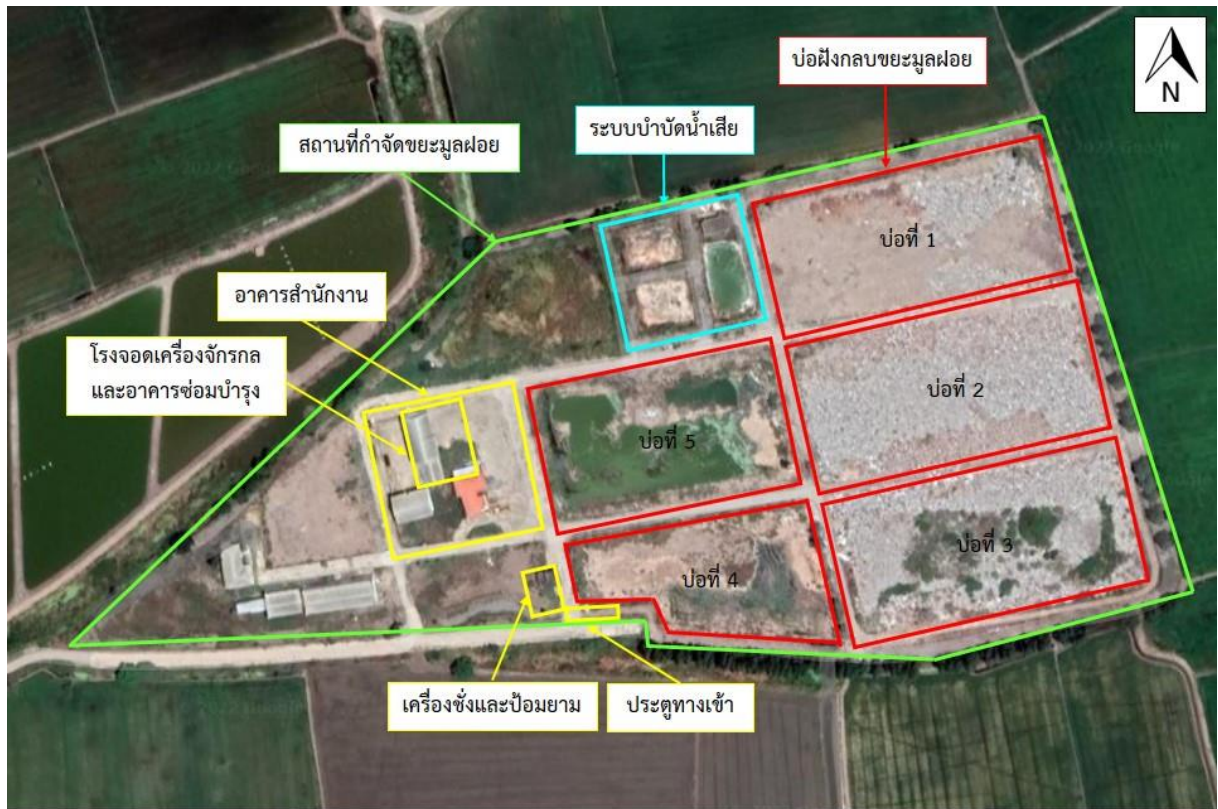 บ่อฝังกลบขยะมูลฝอย
N
ระบบบำบัดน้ำเสีย
สถานที่กำจัดขยะมูลฝอย
2022 Google
บ่อที่ 1
อาคารสำนักงาน
โรงจอดเครื่องจักรกล
และอาคารซ่อมบำรุง
บ่อที่ 2
บ่อที่ 5
บ่อที่ 3
บ่อที่ 4
เครื่องชั่งและป้อมยาม
ประตูทางเข้า